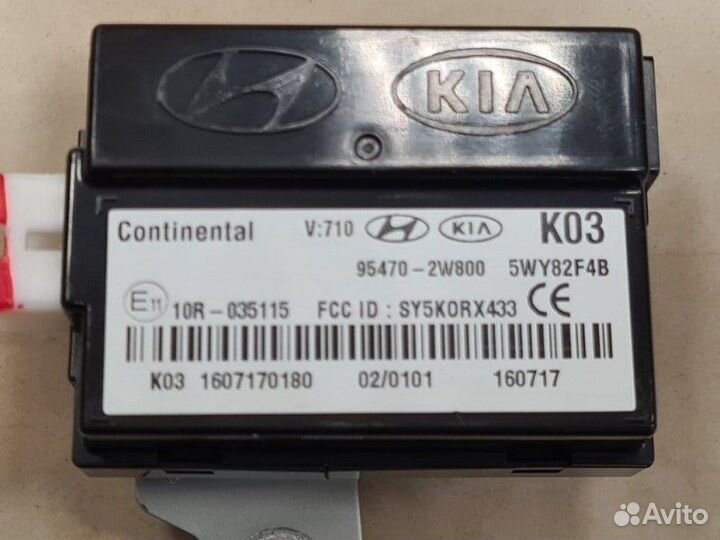 KIA
Continental V:710 KIA K03
95470-2W800 5WY82F4B
E11 10R-035115 FCC ID : SY5KORX433 CE
K03 1607170180 02/0101 160717
Avito